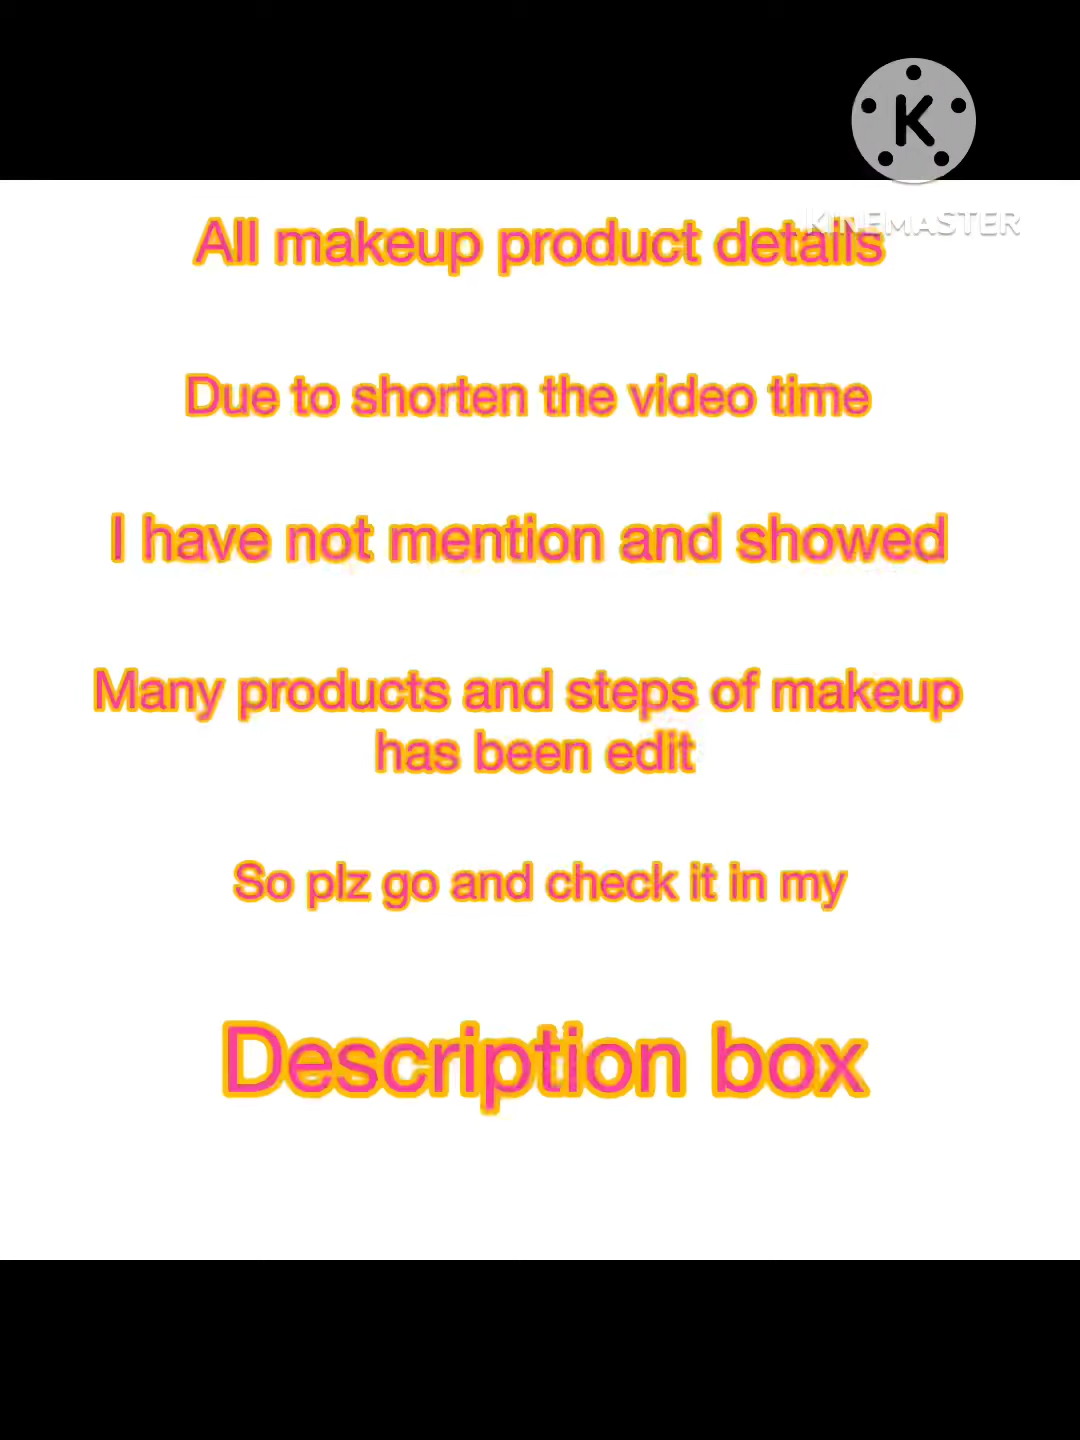 K
KINEMASTER
All makeup product details
Due to shorten the video time
I have not mention and showed
Many products and steps of makeup
has been edit
So plz go and check it in my
Description box